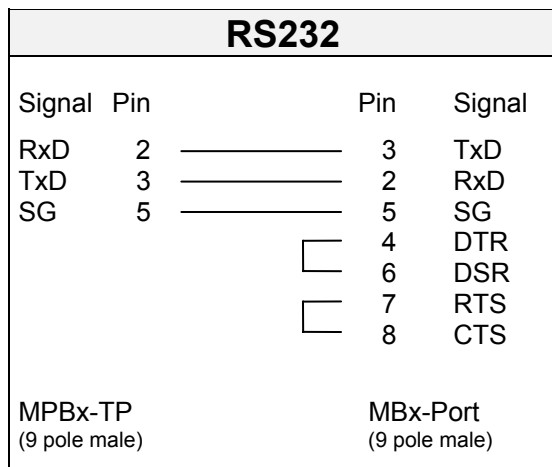 RS232
Signal Pin Pin Signal
RxD 2 3 TxD
TxD 3 2 RxD
SG 5 5 SG
4 DTR
6 DSR
7 RTS
8 CTS
MPBx-TP MBx-Port
(9 pole male) (9 pole male)